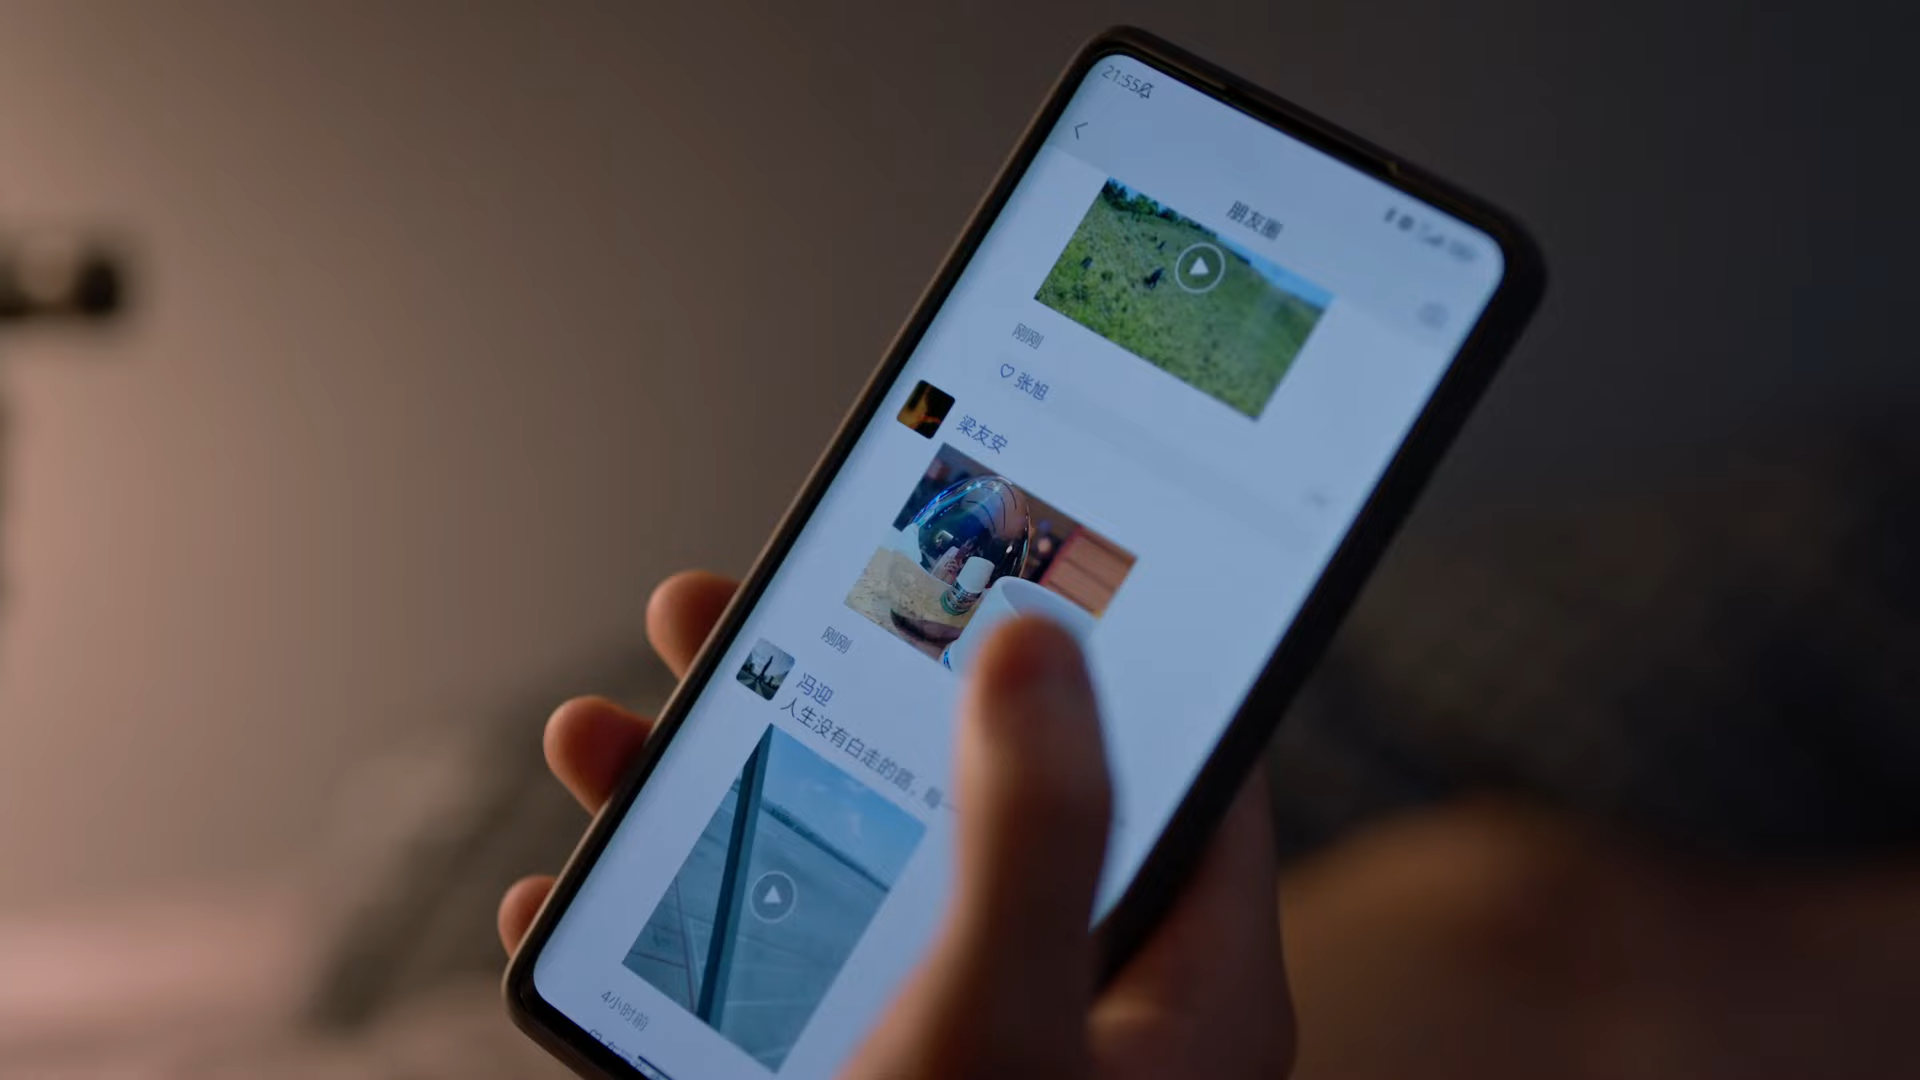 21:55
朋友圈
刚刚
张旭
梁友安
刚刚
冯迎
人生没有白走的路，每一
4小时前